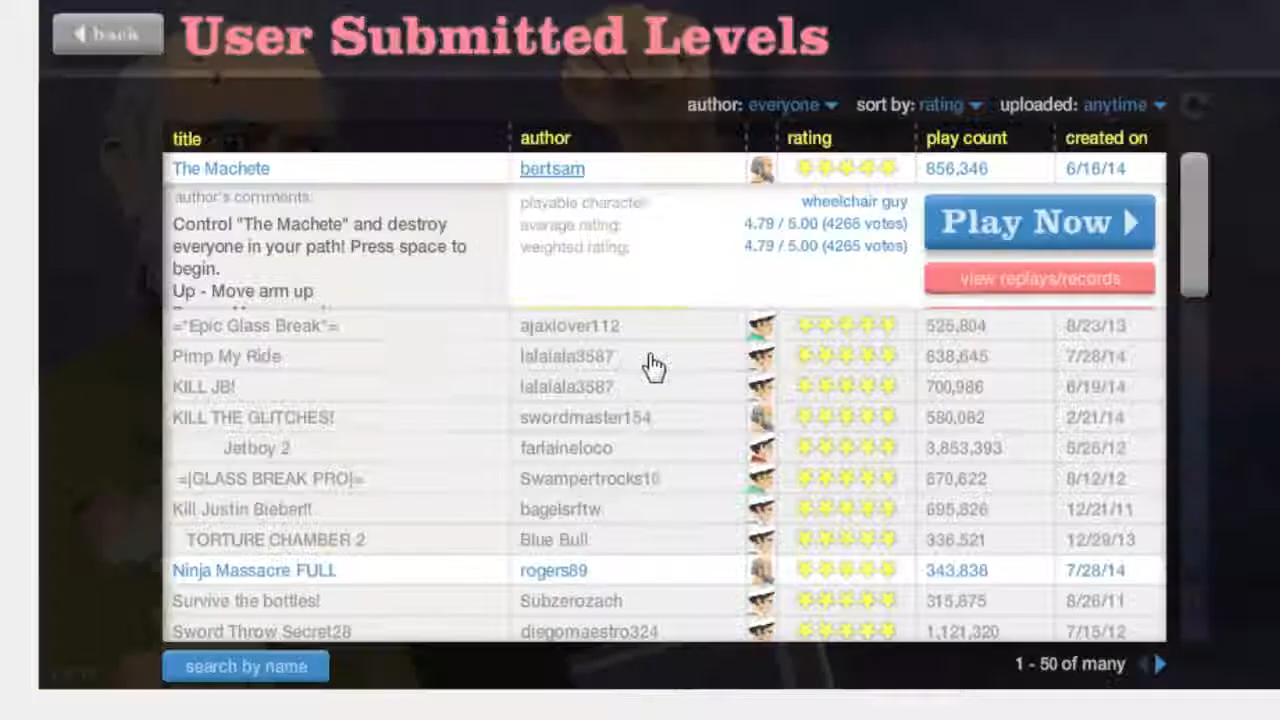 back
User Submitted Levels
author: everyone sort by: rating uploaded: anytime
title author rating play count created on
The Machete bertsam 856,346 6/16/14
author's comments:
Control "The Machete" and destroy
everyone in your path! Press space to
begin.
Up - Move arm up
playable character: wheelchair guy
average rating: 4.79 / 5.00 (4265 votes)
weighted rating: 4.79 / 5.00 (4265 votes)
Play Now
view replays/records
="Epic Glass Break"= ajaxlover112 525,804 8/23/13
Pimp My Ride lalalala3587 638,645 7/28/14
KILL JB! lalalala3587 700,986 6/19/14
KILL THE GLITCHES! swordmaster154 580,082 2/21/14
Jetboy 2 farlaineloco 3,853,393 5/26/12
=|GLASS BREAK PRO|= Swampertrocks10 670,622 8/12/12
Kill Justin Bieber!! bagelsrftw 695,826 12/21/11
TORTURE CHAMBER 2 Blue Bull 336,521 12/29/13
Ninja Massacre FULL rogers89 343,838 7/28/14
Survive the bottles! Subzerozach 315,675 8/26/11
Sword Throw Secret28 diegomaestro324 1,121,320 7/15/12
search by name
1 - 50 of many